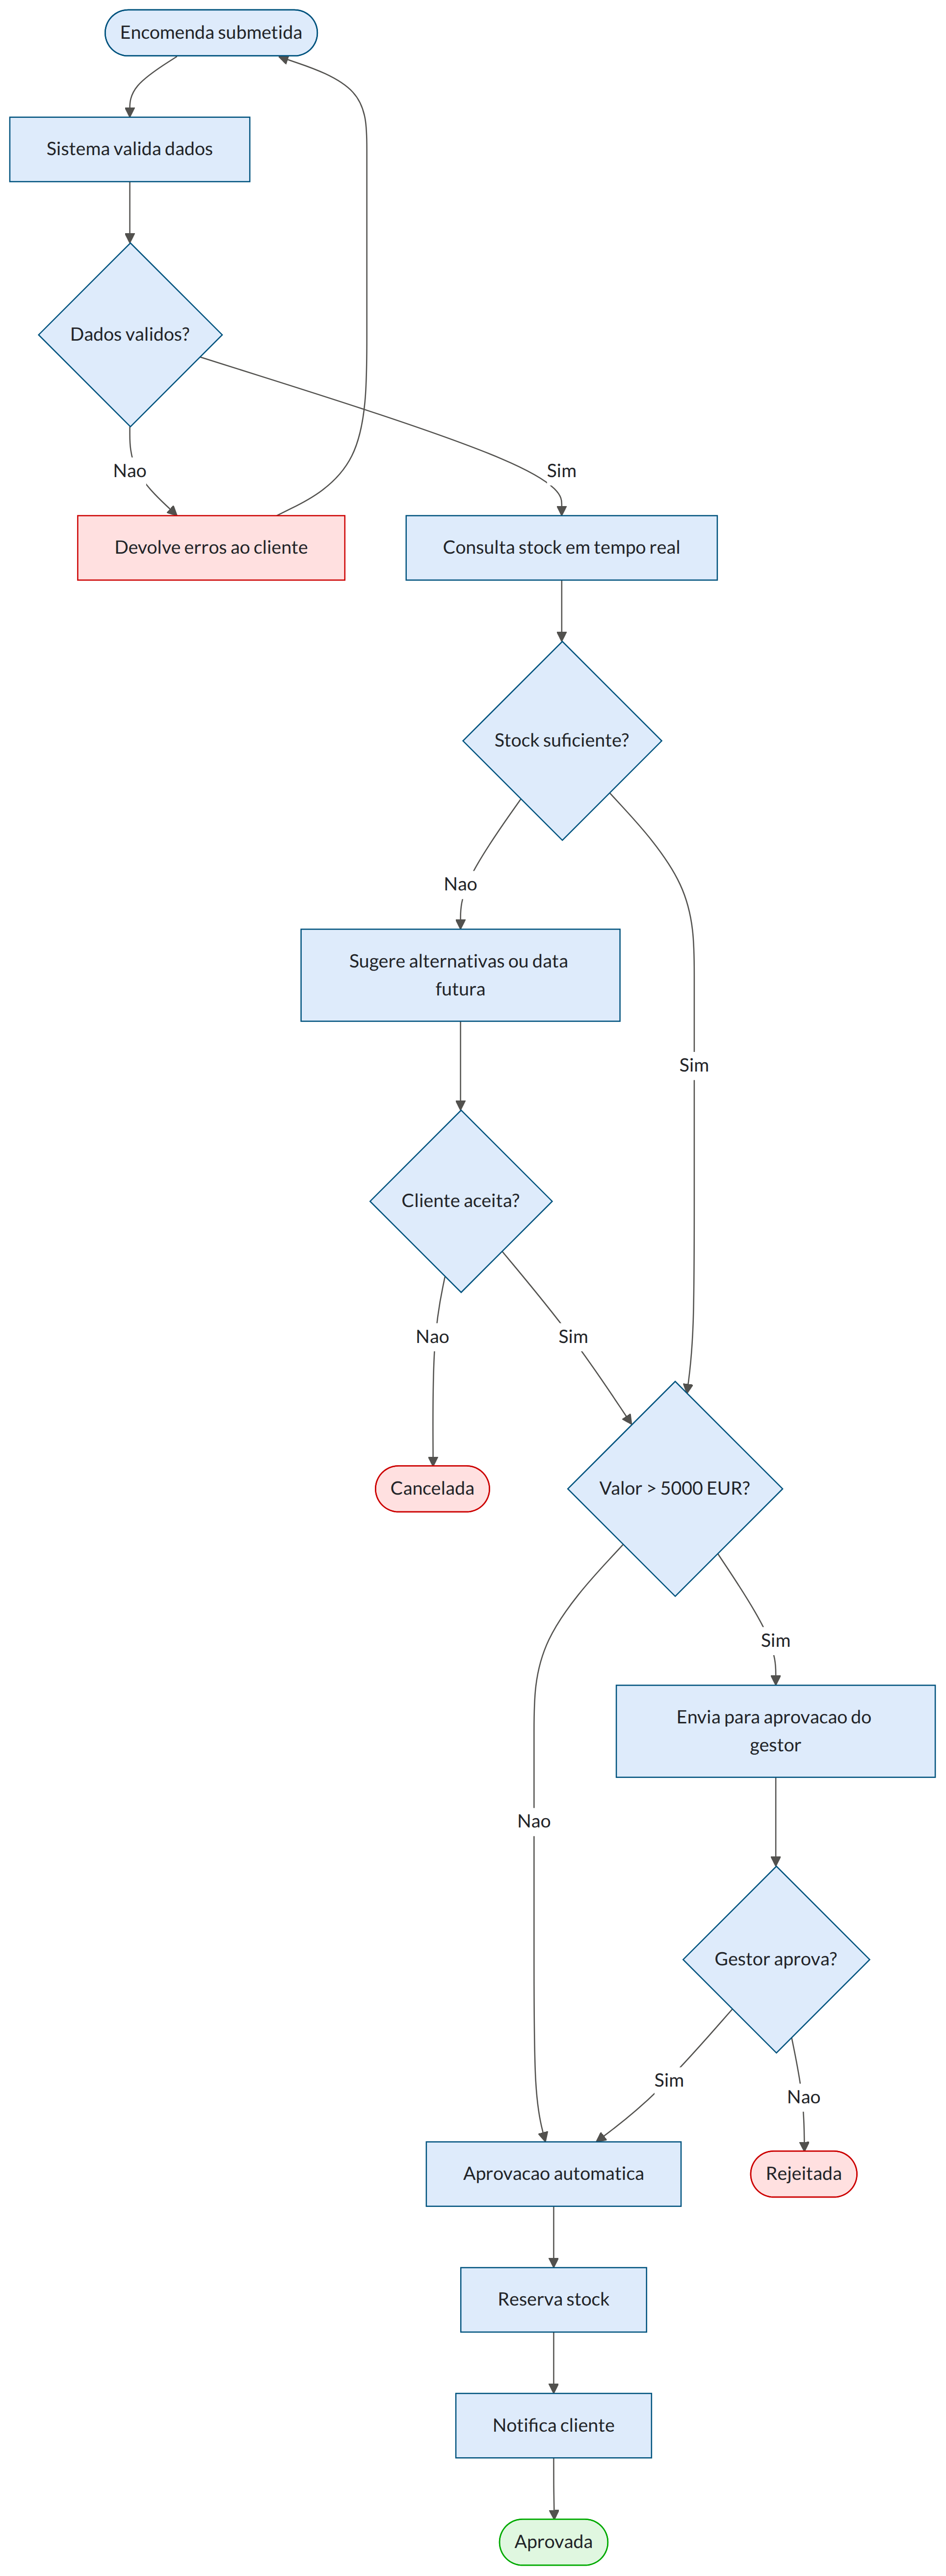 Encomenda submetida
Sistema valida dados
Dados validos?
Nao
Sim
Devolve erros ao cliente
Consulta stock em tempo real
Stock suficiente?
Nao
Sugere alternativas ou data
futura
Sim
Cliente aceita?
Nao
Sim
Cancelada
Valor > 5000 EUR?
Sim
Envia para aprovacao do
gestor
Nao
Gestor aprova?
Sim
Nao
Aprovacao automatica
Rejeitada
Reserva stock
Notifica cliente
Aprovada